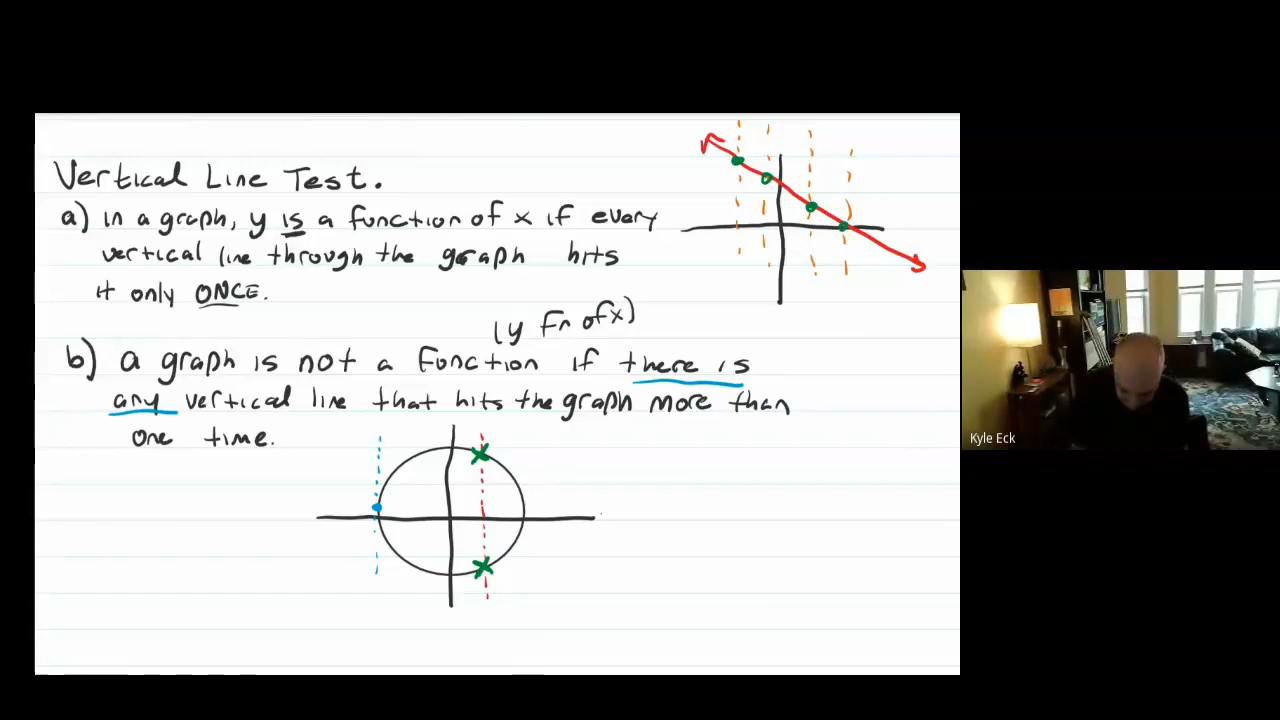 Vertical Line Test.
a) in a graph, y is a function of x if every
vertical line through the graph hits
it only ONCE.
(y Fn of x)
b) a graph is not a function if there is
any vertical line that hits the graph more than
one time.
Kyle Eck